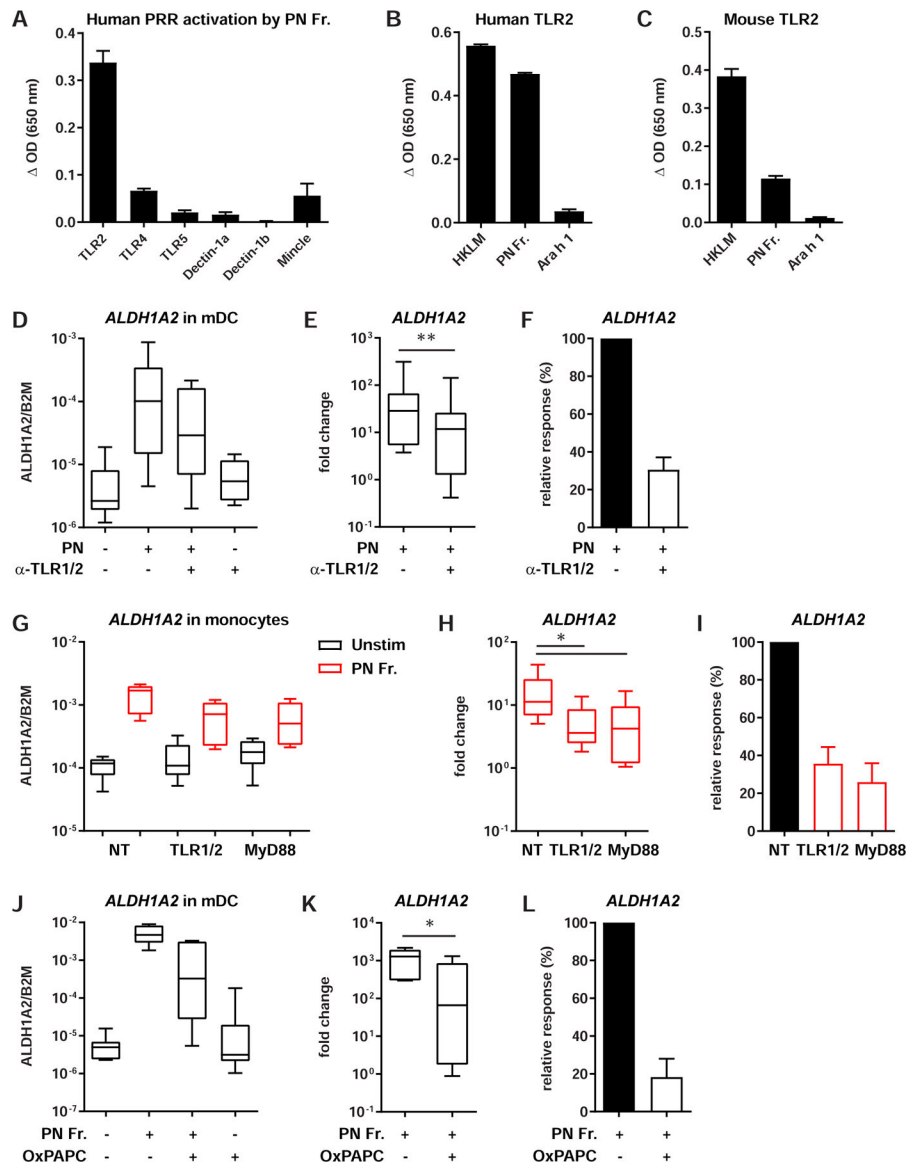 A Human PRR activation by PN Fr.
Δ OD (650 nm)
0.4
0.3
0.2
0.1
0.0
TLR2 TLR4 TLR5 Dectin-1a Dectin-1b Mincle
B Human TLR2
Δ OD (650 nm)
0.6
0.4
0.2
0.0
HKLM PN Fr. Ara h 1
C Mouse TLR2
Δ OD (650 nm)
0.5
0.4
0.3
0.2
0.1
0.0
HKLM PN Fr. Ara h 1
D ALDH1A2 in mDC
ALDH1A2/B2M
10-3
10-4
10-5
10-6
PN - + + -
α-TLR1/2 - - + +
E ALDH1A2
fold change
103
102
101
100
10-1
**
+ +
- +
F ALDH1A2
relative response (%)
100
80
60
40
20
0
PN + +
α-TLR1/2 - +
G ALDH1A2 in monocytes
ALDH1A2/B2M
10-2
10-3
10-4
10-5
NT TLR1/2 MyD88
Unstim
PN Fr.
H ALDH1A2
fold change
102
101
100
10-1
*
NT TLR1/2 MyD88
I ALDH1A2
relative response (%)
100
80
60
40
20
0
NT TLR1/2 MyD88
J ALDH1A2 in mDC
ALDH1A2/B2M
10-2
10-3
10-4
10-5
10-6
10-7
PN Fr. - + + -
OxPAPC - - + +
K ALDH1A2
fold change
104
103
102
101
100
10-1
*
PN Fr. + +
OxPAPC - +
L ALDH1A2
relative response (%)
100
80
60
40
20
0
PN Fr. + +
OxPAPC - +